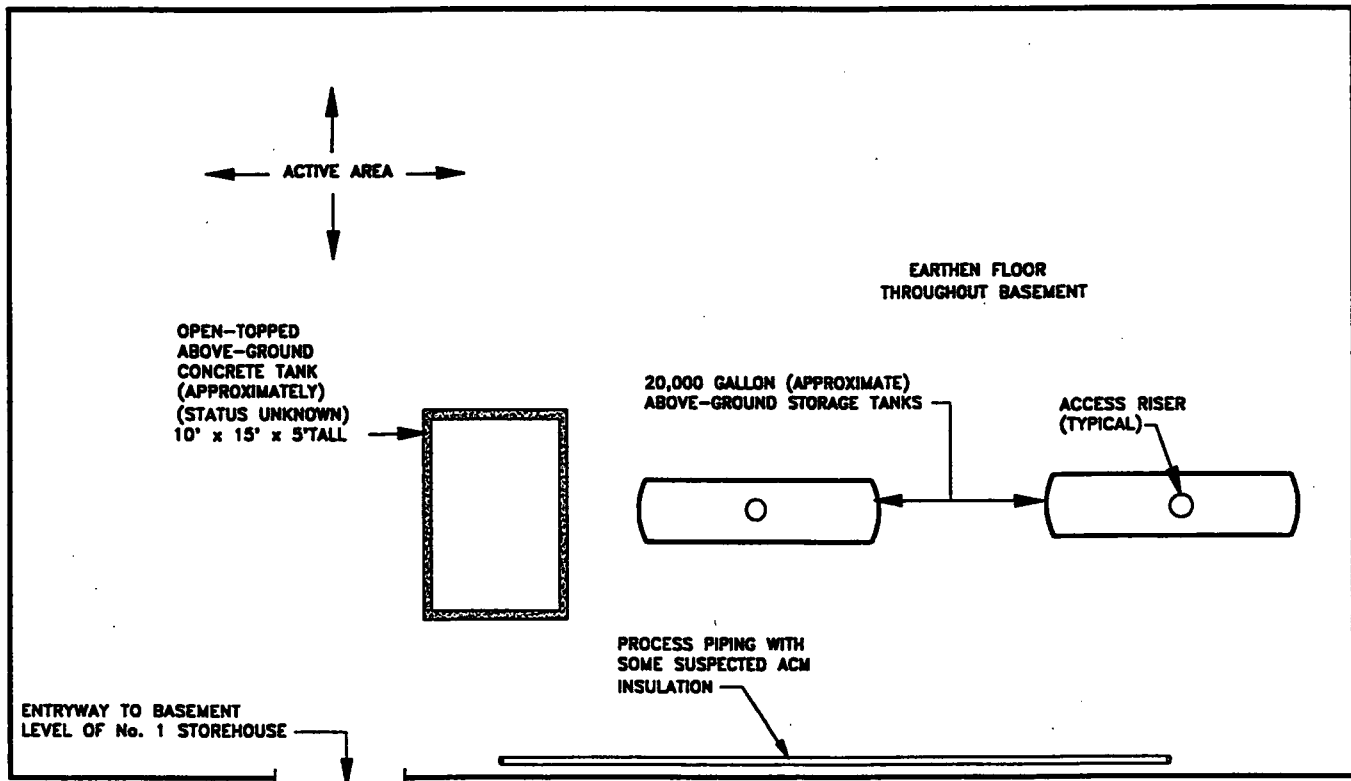 ACTIVE AREA
EARTHEN FLOOR
THROUGHOUT BASEMENT
OPEN-TOPPED
ABOVE-GROUND
CONCRETE TANK
(APPROXIMATELY)
(STATUS UNKNOWN)
10' x 15' x 5'TALL
20,000 GALLON (APPROXIMATE)
ABOVE-GROUND STORAGE TANKS
ACCESS RISER
(TYPICAL)
PROCESS PIPING WITH
SOME SUSPECTED ACM
INSULATION
ENTRYWAY TO BASEMENT
LEVEL OF No. 1 STOREHOUSE